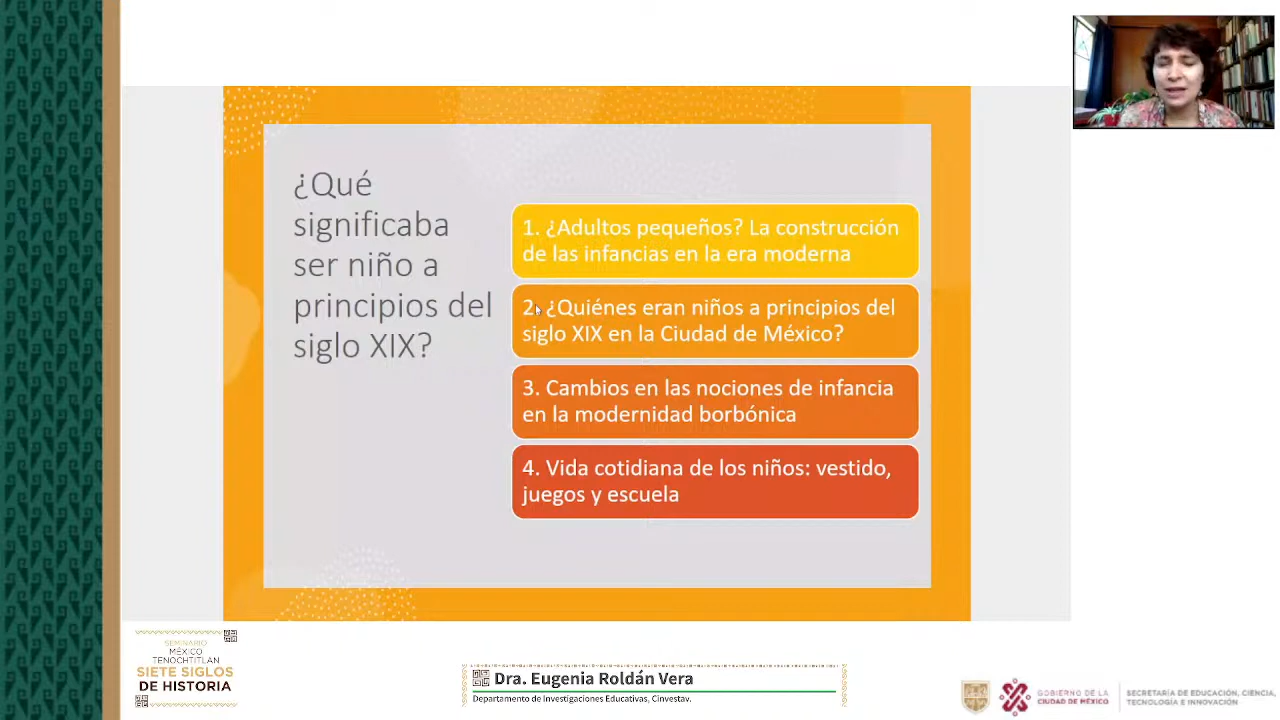 ¿Qué
significaba
ser niño a
principios del
siglo XIX?
1. ¿Adultos pequeños? La construcción
de las infancias en la era moderna
2. ¿Quiénes eran niños a principios del
siglo XIX en la Ciudad de México?
3. Cambios en las nociones de infancia
en la modernidad borbónica
4. Vida cotidiana de los niños: vestido,
juegos y escuela
SEMINARIO
MÉXICO
TENOCHTITLAN
SIETE SIGLOS
DE HISTORIA
Dra. Eugenia Roldán Vera
Departamento de Investigaciones Educativas, Cinvestav.
GOBIERNO DE LA
CIUDAD DE MÉXICO
SECRETARÍA DE EDUCACIÓN, CIENCIA,
TECNOLOGÍA E INNOVACIÓN